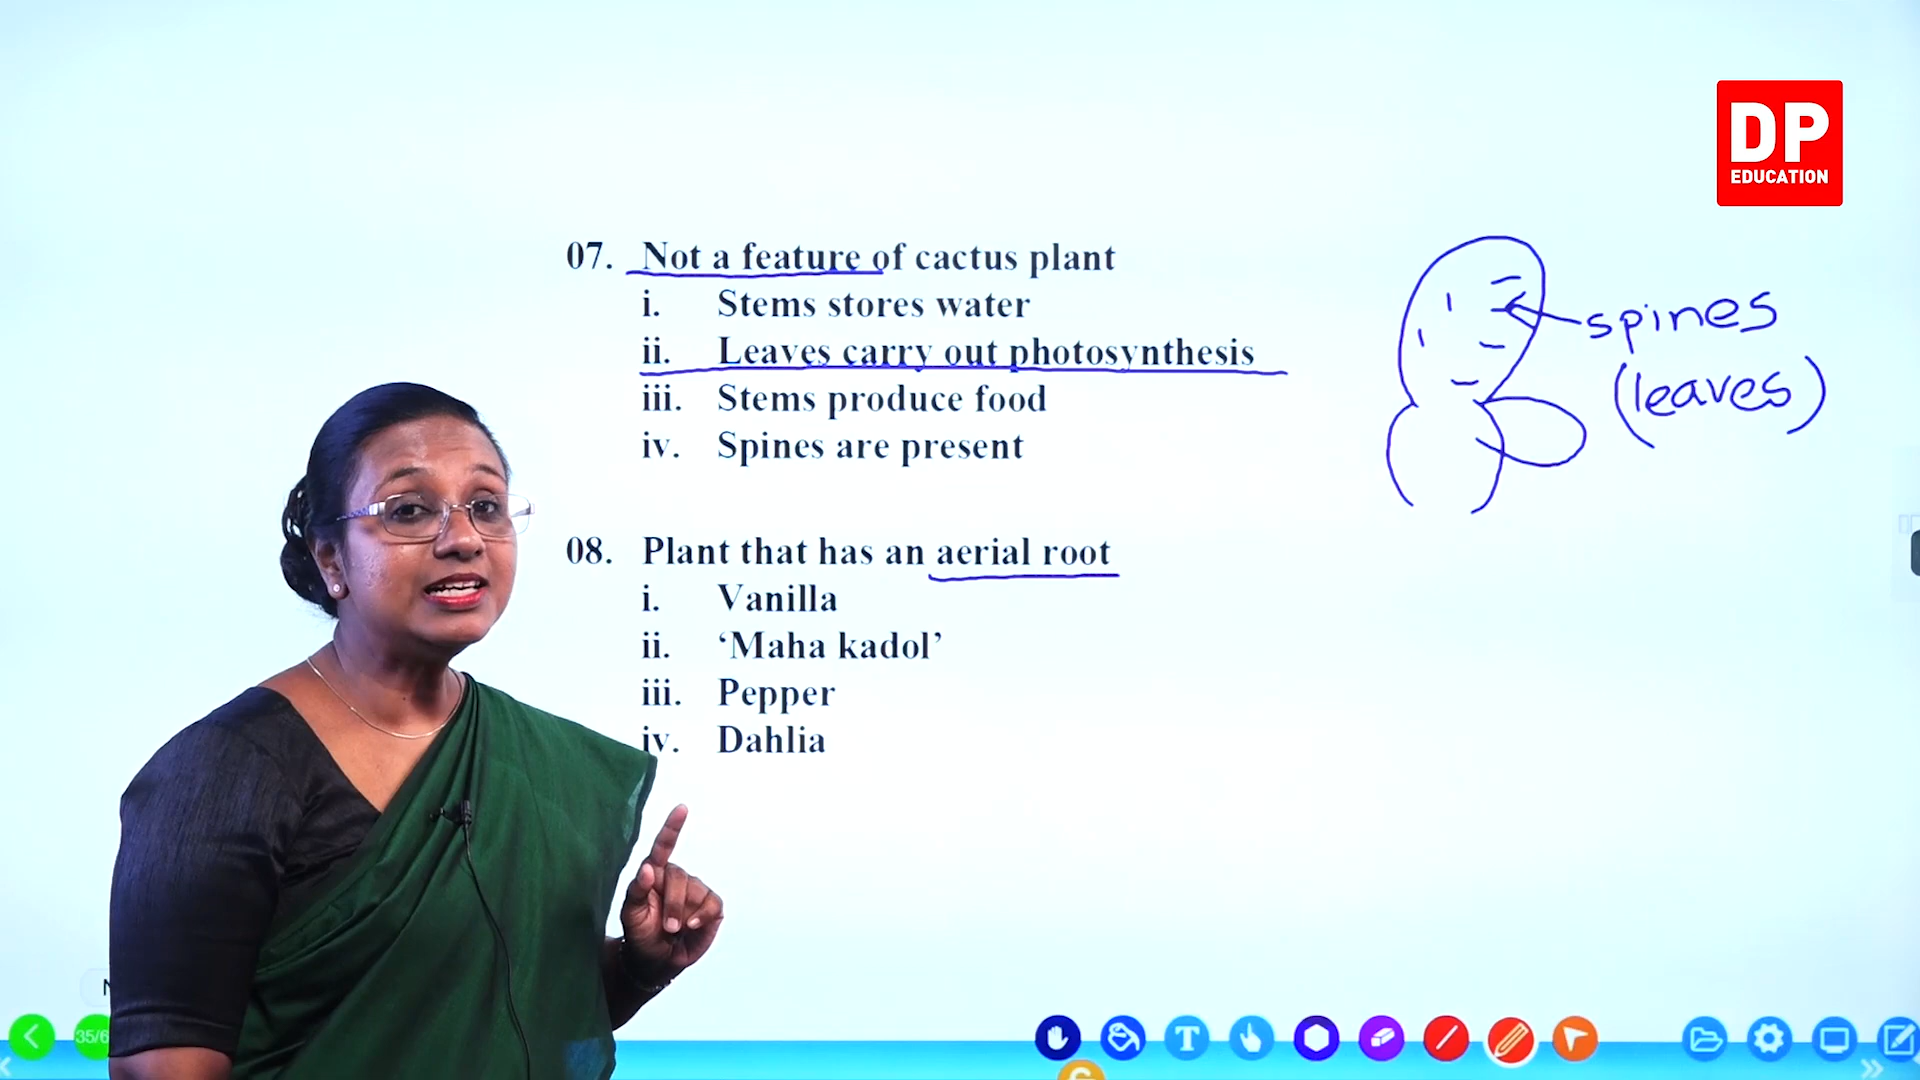 DP
EDUCATION
07. Not a feature of cactus plant
i. Stems stores water
ii. Leaves carry out photosynthesis
iii. Stems produce food
iv. Spines are present
spines
(leaves)
08. Plant that has an aerial root
i. Vanilla
ii. ‘Maha kadol’
iii. Pepper
iv. Dahlia
N
35/6
T